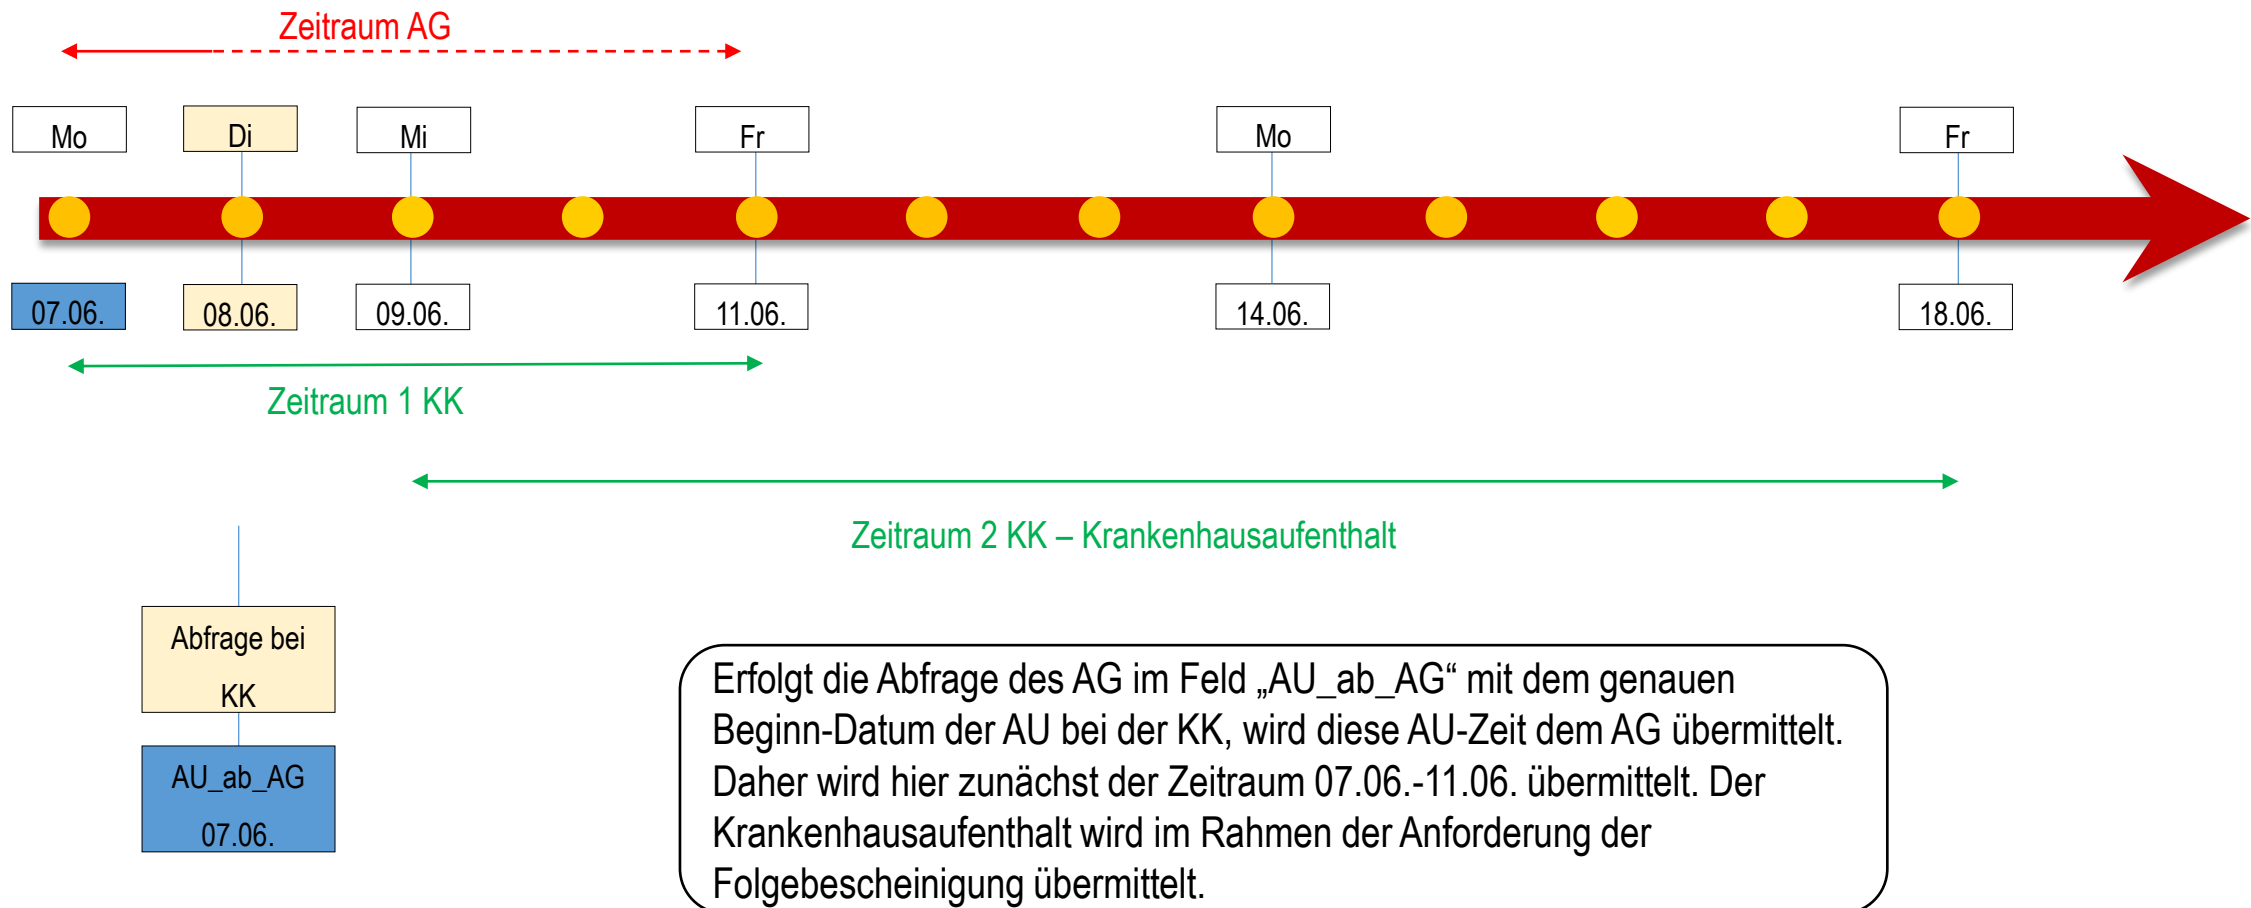 Zeitraum AG
Mo
Di
Mi
Fr
Mo
Fr
07.06.
08.06.
09.06.
11.06.
14.06.
18.06.
Zeitraum 1 KK
Zeitraum 2 KK – Krankenhausaufenthalt
Abfrage bei
KK
AU_ab_AG
07.06.
Erfolgt die Abfrage des AG im Feld „AU_ab_AG“ mit dem genauen
Beginn-Datum der AU bei der KK, wird diese AU-Zeit dem AG übermittelt.
Daher wird hier zunächst der Zeitraum 07.06.-11.06. übermittelt. Der
Krankenhausaufenthalt wird im Rahmen der Anforderung der
Folgebescheinigung übermittelt.